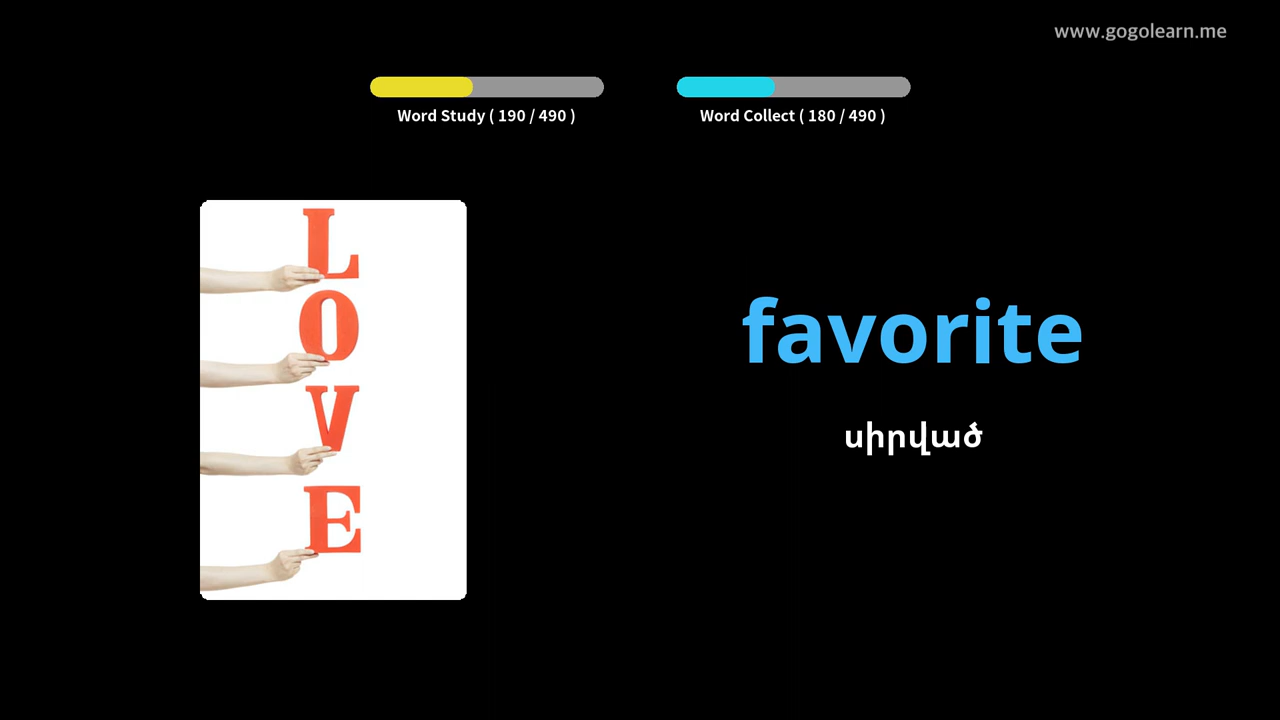 www.gogolearn.me
Word Study ( 190 / 490 )
Word Collect ( 180 / 490 )
L
O
V
E
favorite
սիրված